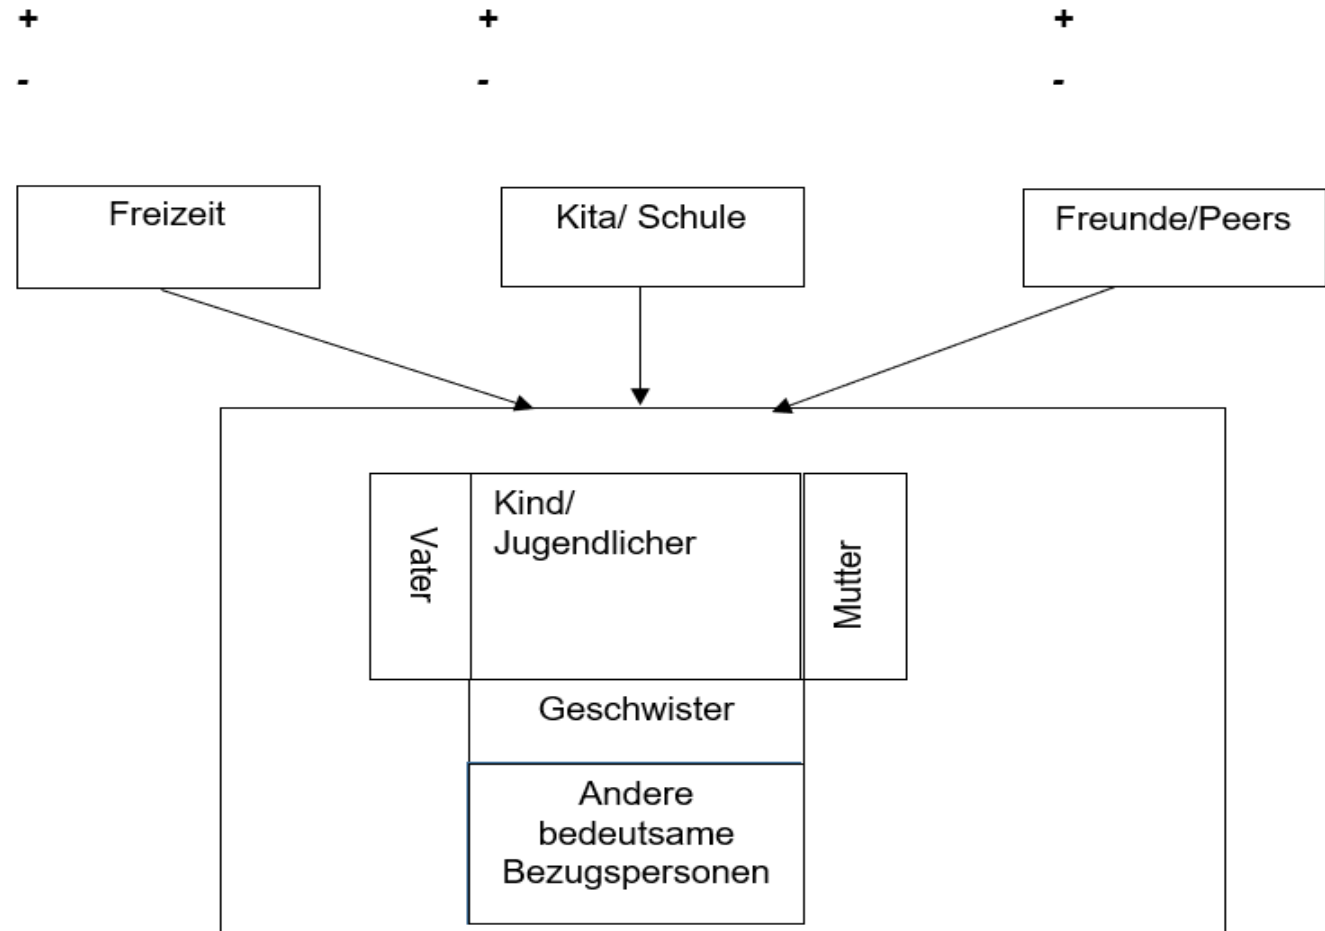 + + +
- - -
Freizeit
Kita/ Schule
Freunde/Peers
Vater
Kind/
Jugendlicher
Mutter
Geschwister
Andere
bedeutsame
Bezugspersonen